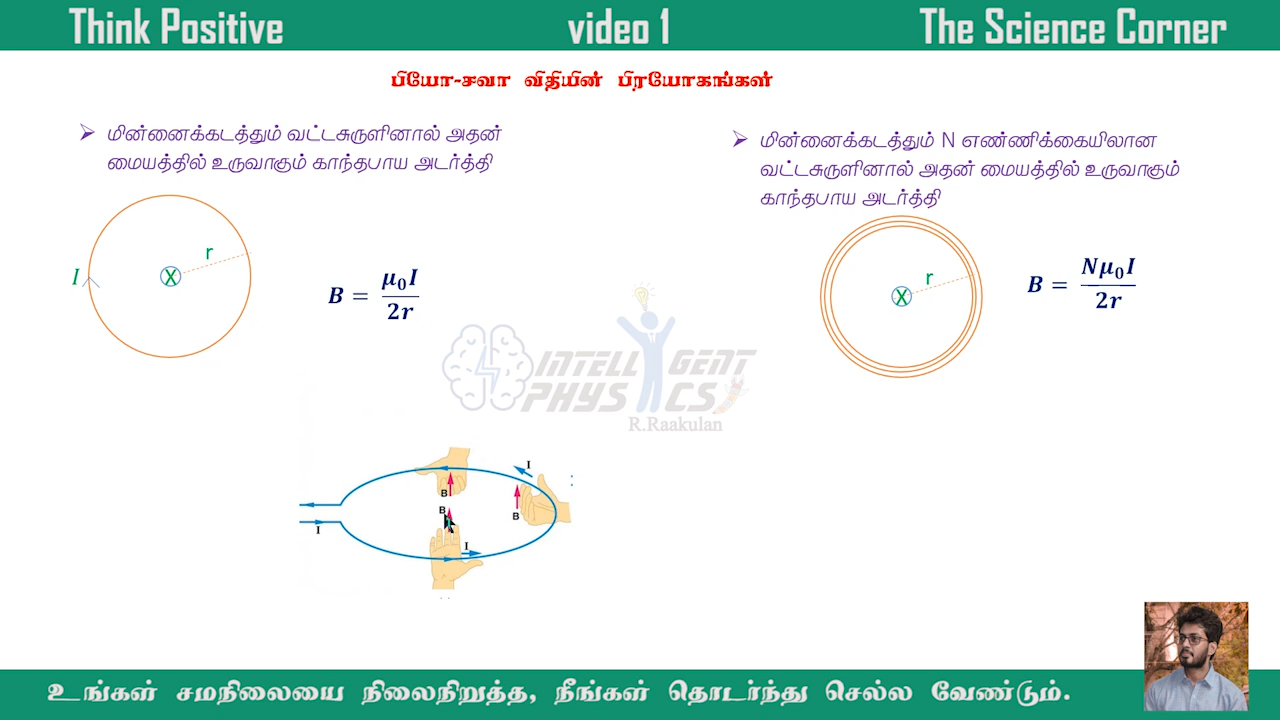 Think Positive video 1 The Science Corner
பியோ-சவா விதியின் பிரயோகங்கள்
மின்னைக்கடத்தும் வட்டசுருளினால் அதன்
மையத்தில் உருவாகும் காந்தபாய அடர்த்தி
I
r
X
B = μ₀I / 2r
மின்னைக்கடத்தும் N எண்ணிக்கையிலான
வட்டசுருளினால் அதன் மையத்தில் உருவாகும்
காந்தபாய அடர்த்தி
r
X
B = Nμ₀I / 2r
INTELLIGENT
PHYSICS
R.Raakulan
I
B
B
B
I
I
உங்கள் சமநிலையை நிலைநிறுத்த, நீங்கள் தொடர்ந்து செல்ல வேண்டும்.